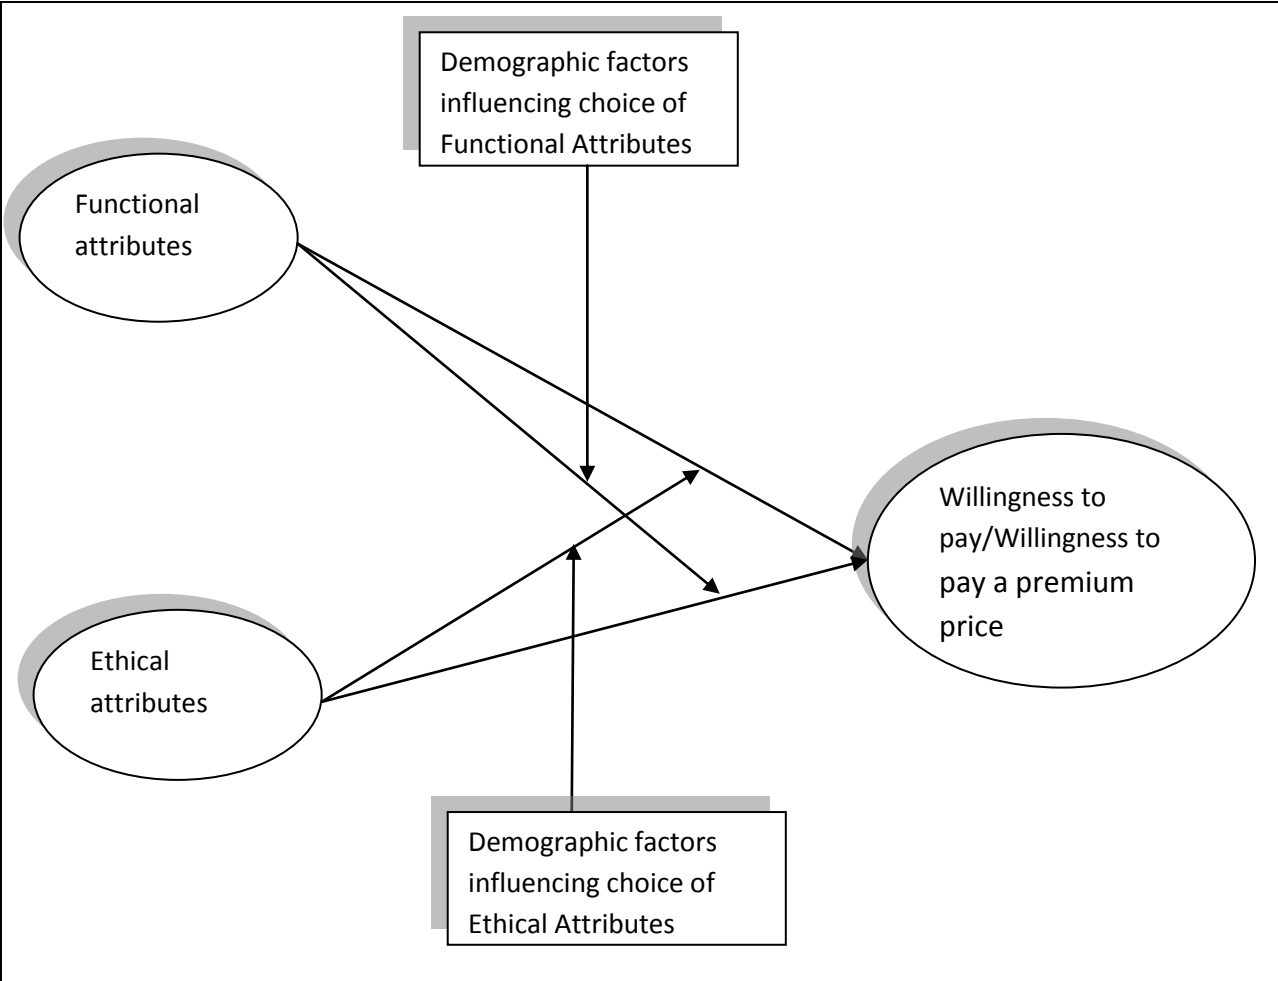 Demographic factors
influencing choice of
Functional Attributes
Functional
attributes
Willingness to
pay/Willingness to
pay a premium
price
Ethical
attributes
Demographic factors
influencing choice of
Ethical Attributes